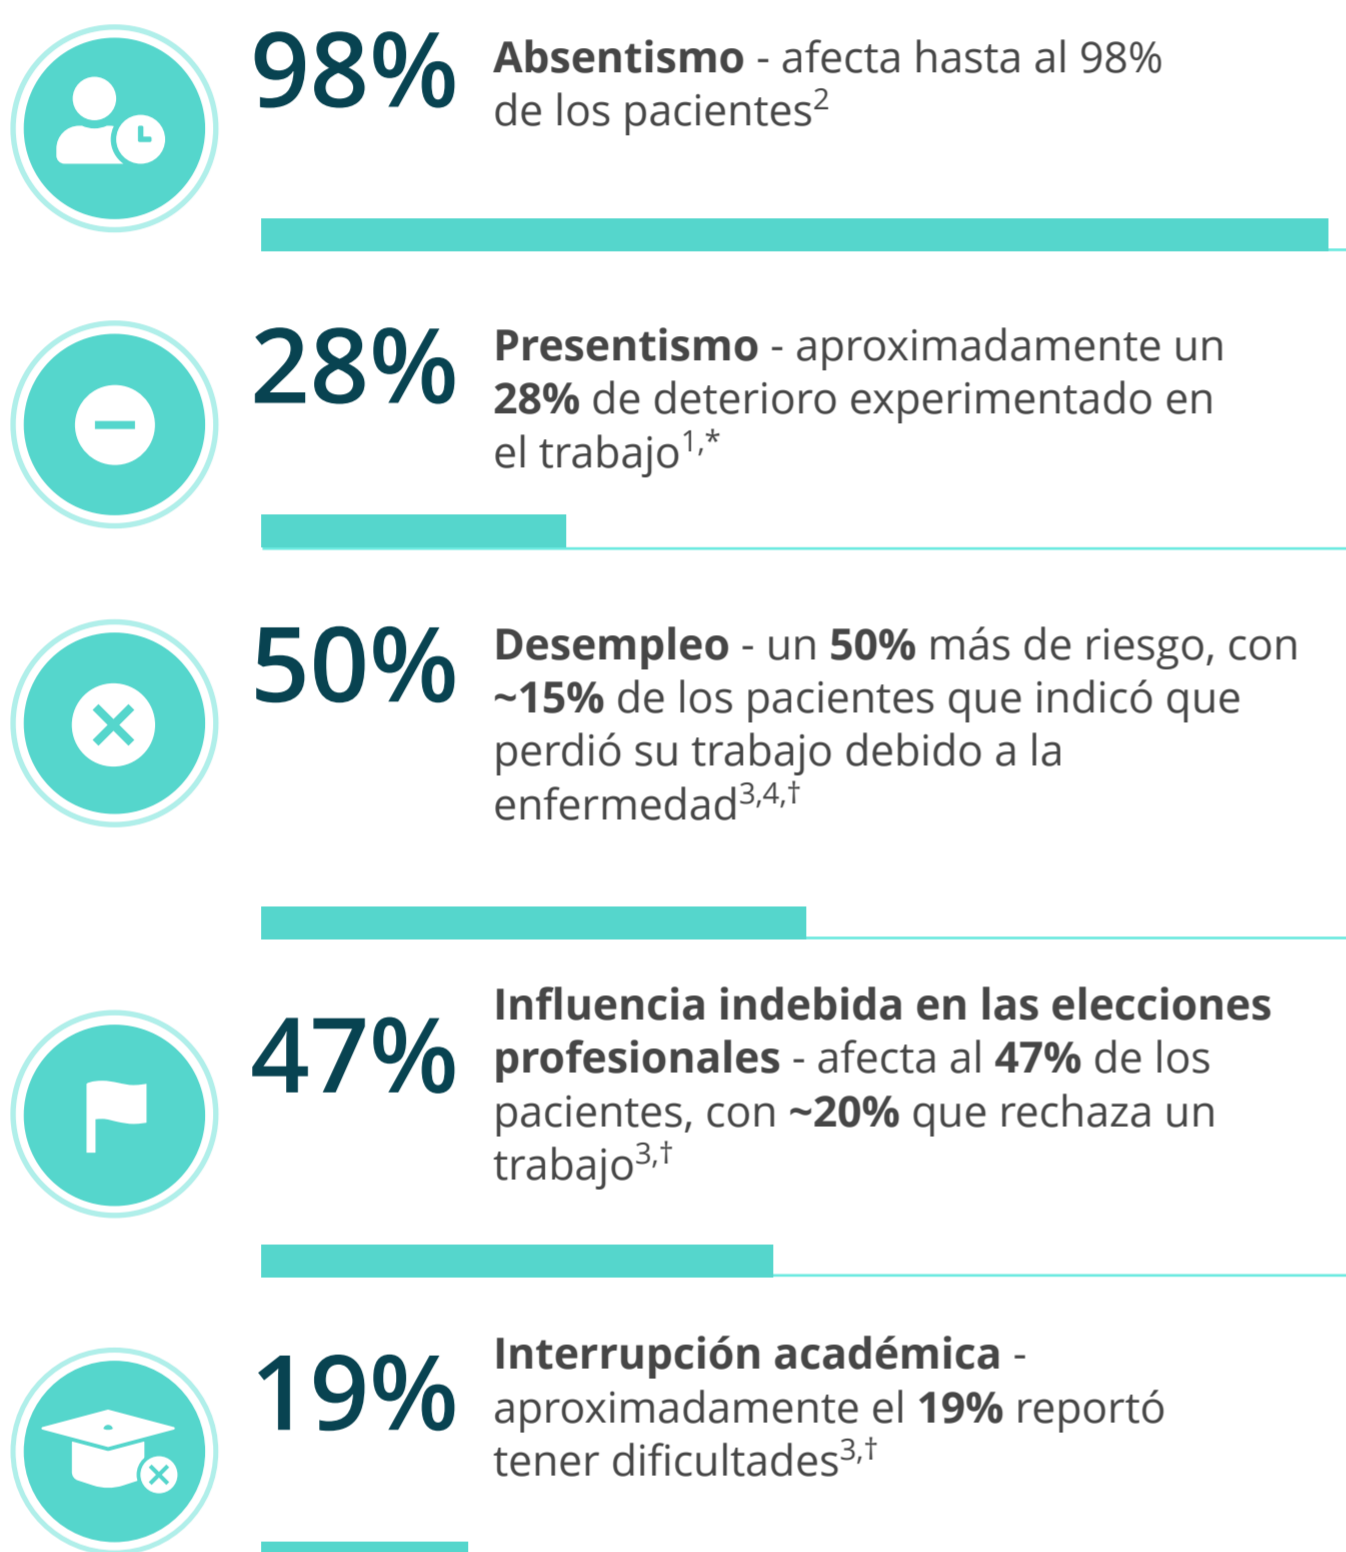 98%
Absentismo - afecta hasta al 98%
de los pacientes2
28%
Presentismo - aproximadamente un
28% de deterioro experimentado en
el trabajo1,*
50%
Desempleo - un 50% más de riesgo, con
~15% de los pacientes que indicó que
perdió su trabajo debido a la
enfermedad3,4,†
47%
Influencia indebida en las elecciones
profesionales - afecta al 47% de los
pacientes, con ~20% que rechaza un
trabajo3,†
19%
Interrupción académica -
aproximadamente el 19% reportó
tener dificultades3,†